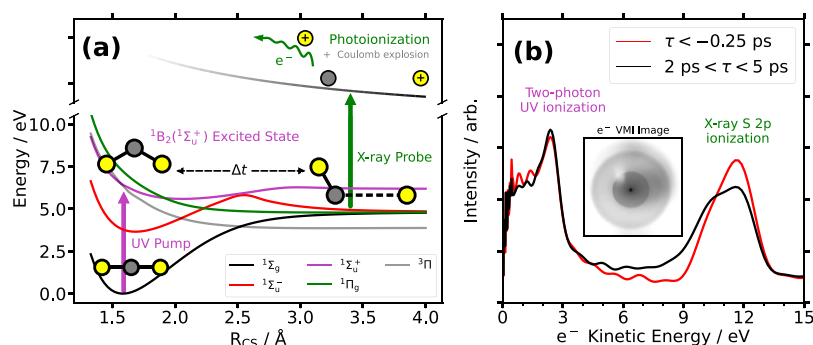 (a)
+
Photoionization
+ Coulomb explosion
e⁻
+
Energy / eV
10.0
7.5
5.0
2.5
0.0
¹B₂(¹Σᵤ⁺) Excited State
Δt
X-ray Probe
UV Pump
¹Σg
¹Σᵤ⁻
¹Σᵤ⁺
¹Πg
³Π
1.5
2.0
2.5
3.0
3.5
4.0
R_CS / Å
(b)
τ < −0.25 ps
2 ps < τ < 5 ps
Two-photon
UV ionization
X-ray S 2p
ionization
e⁻ VMI Image
Intensity / arb.
0
3
6
9
12
15
e⁻ Kinetic Energy / eV